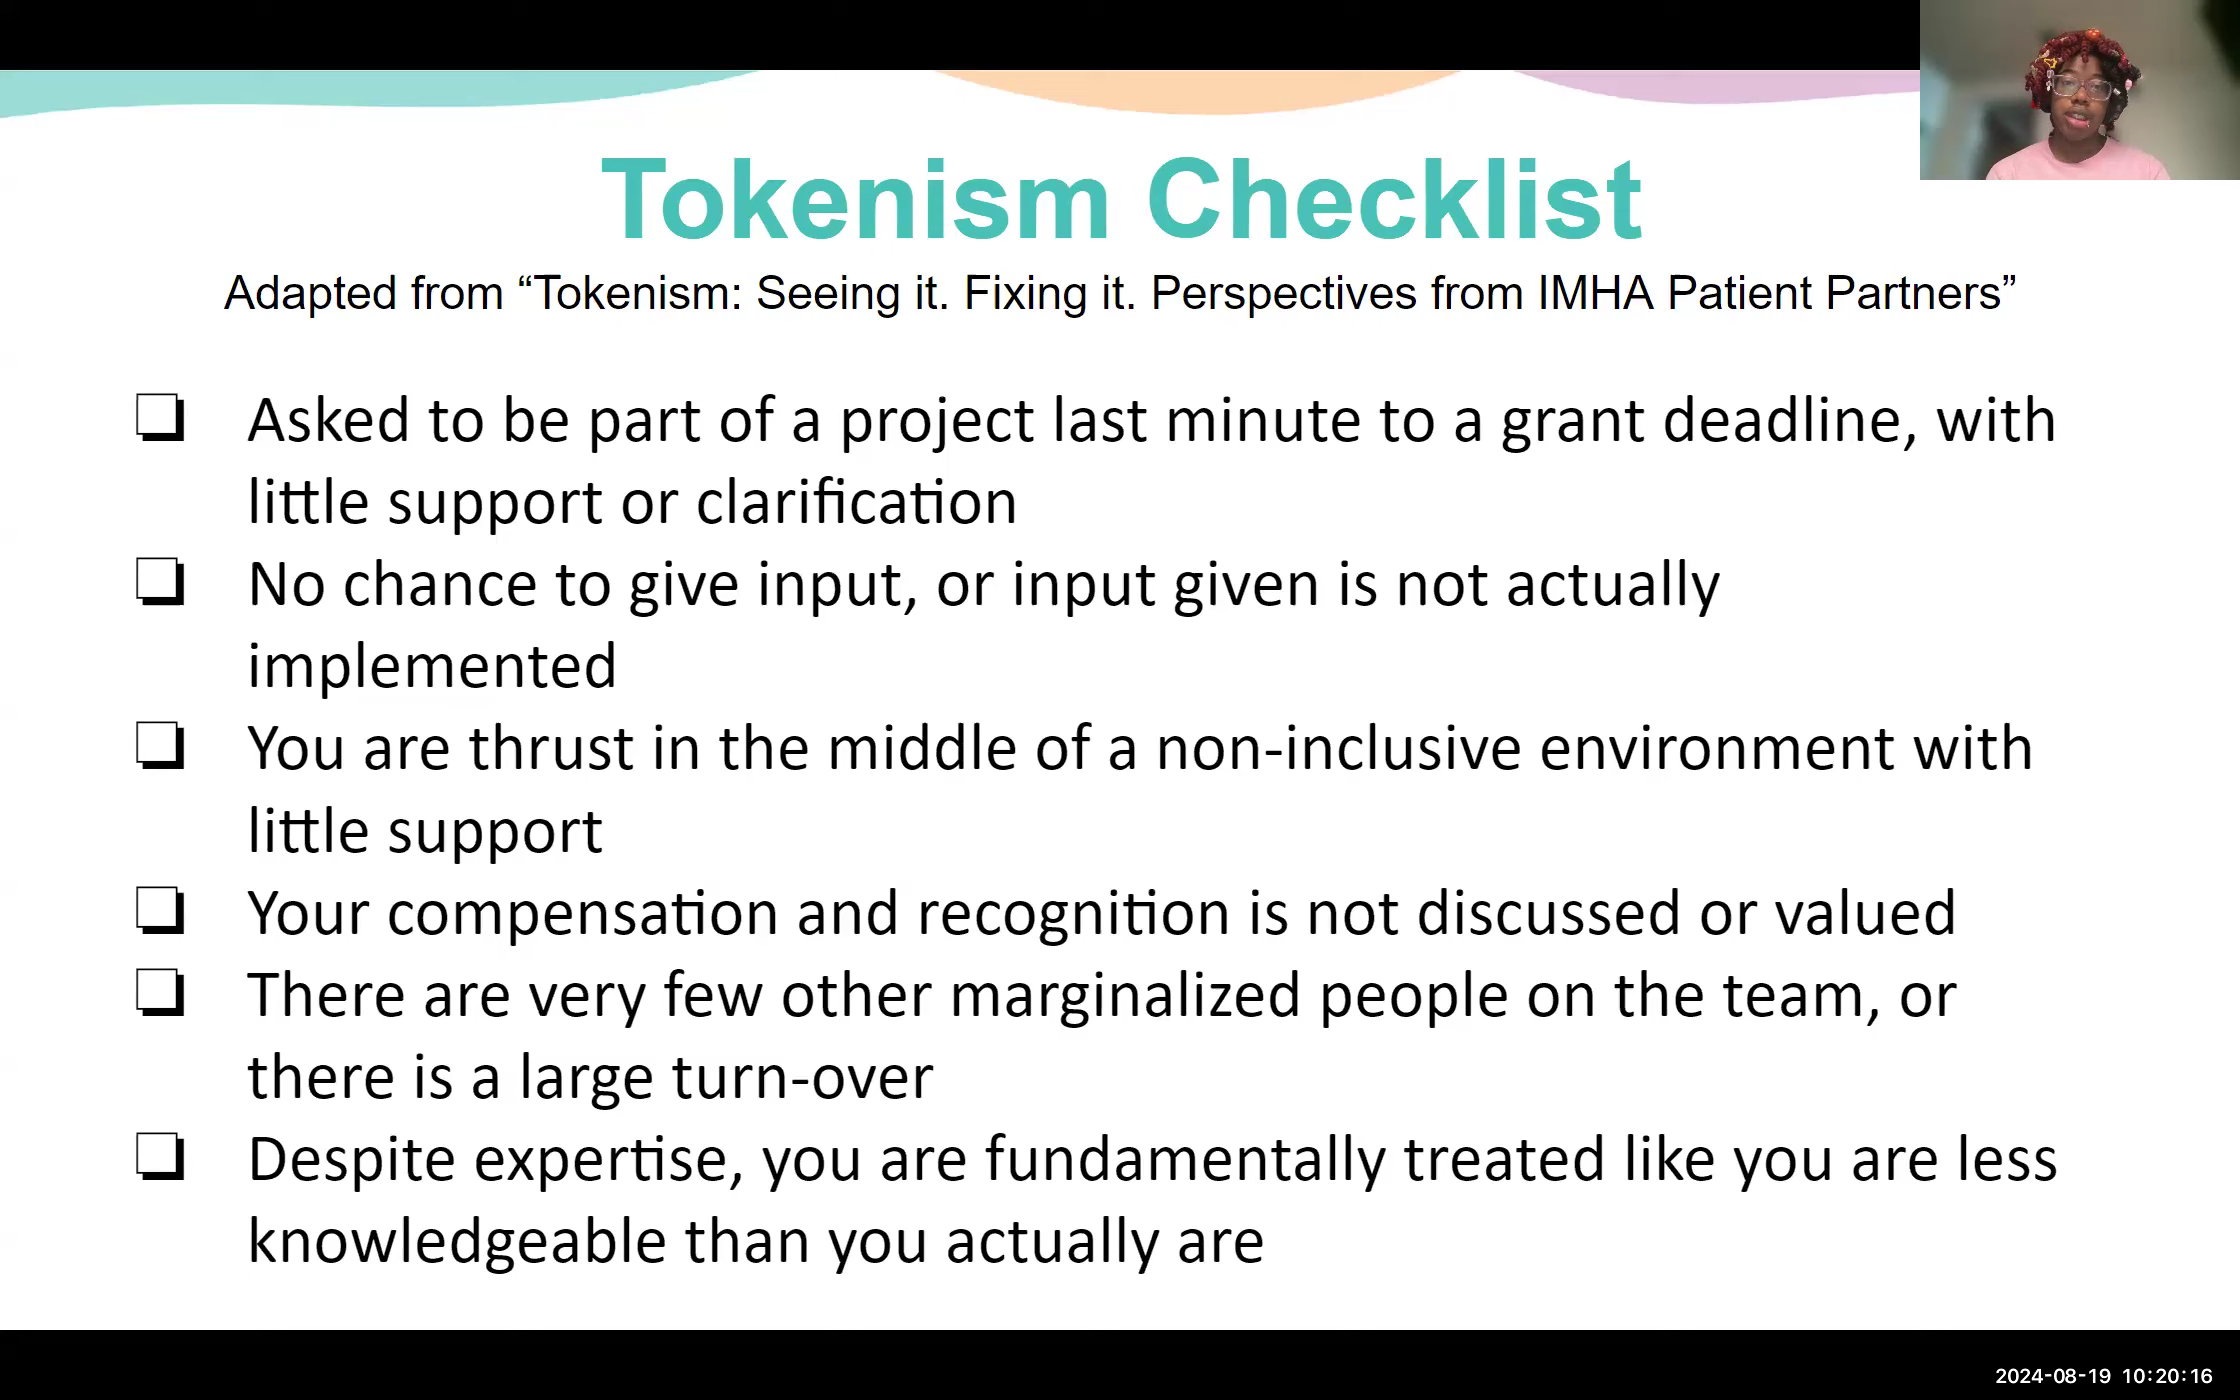 Tokenism Checklist
Adapted from “Tokenism: Seeing it. Fixing it. Perspectives from IMHA Patient Partners”
❏ Asked to be part of a project last minute to a grant deadline, with
little support or clarification
❏ No chance to give input, or input given is not actually
implemented
❏ You are thrust in the middle of a non-inclusive environment with
little support
❏ Your compensation and recognition is not discussed or valued
❏ There are very few other marginalized people on the team, or
there is a large turn-over
❏ Despite expertise, you are fundamentally treated like you are less
knowledgeable than you actually are
2024-08-19 10:20:16